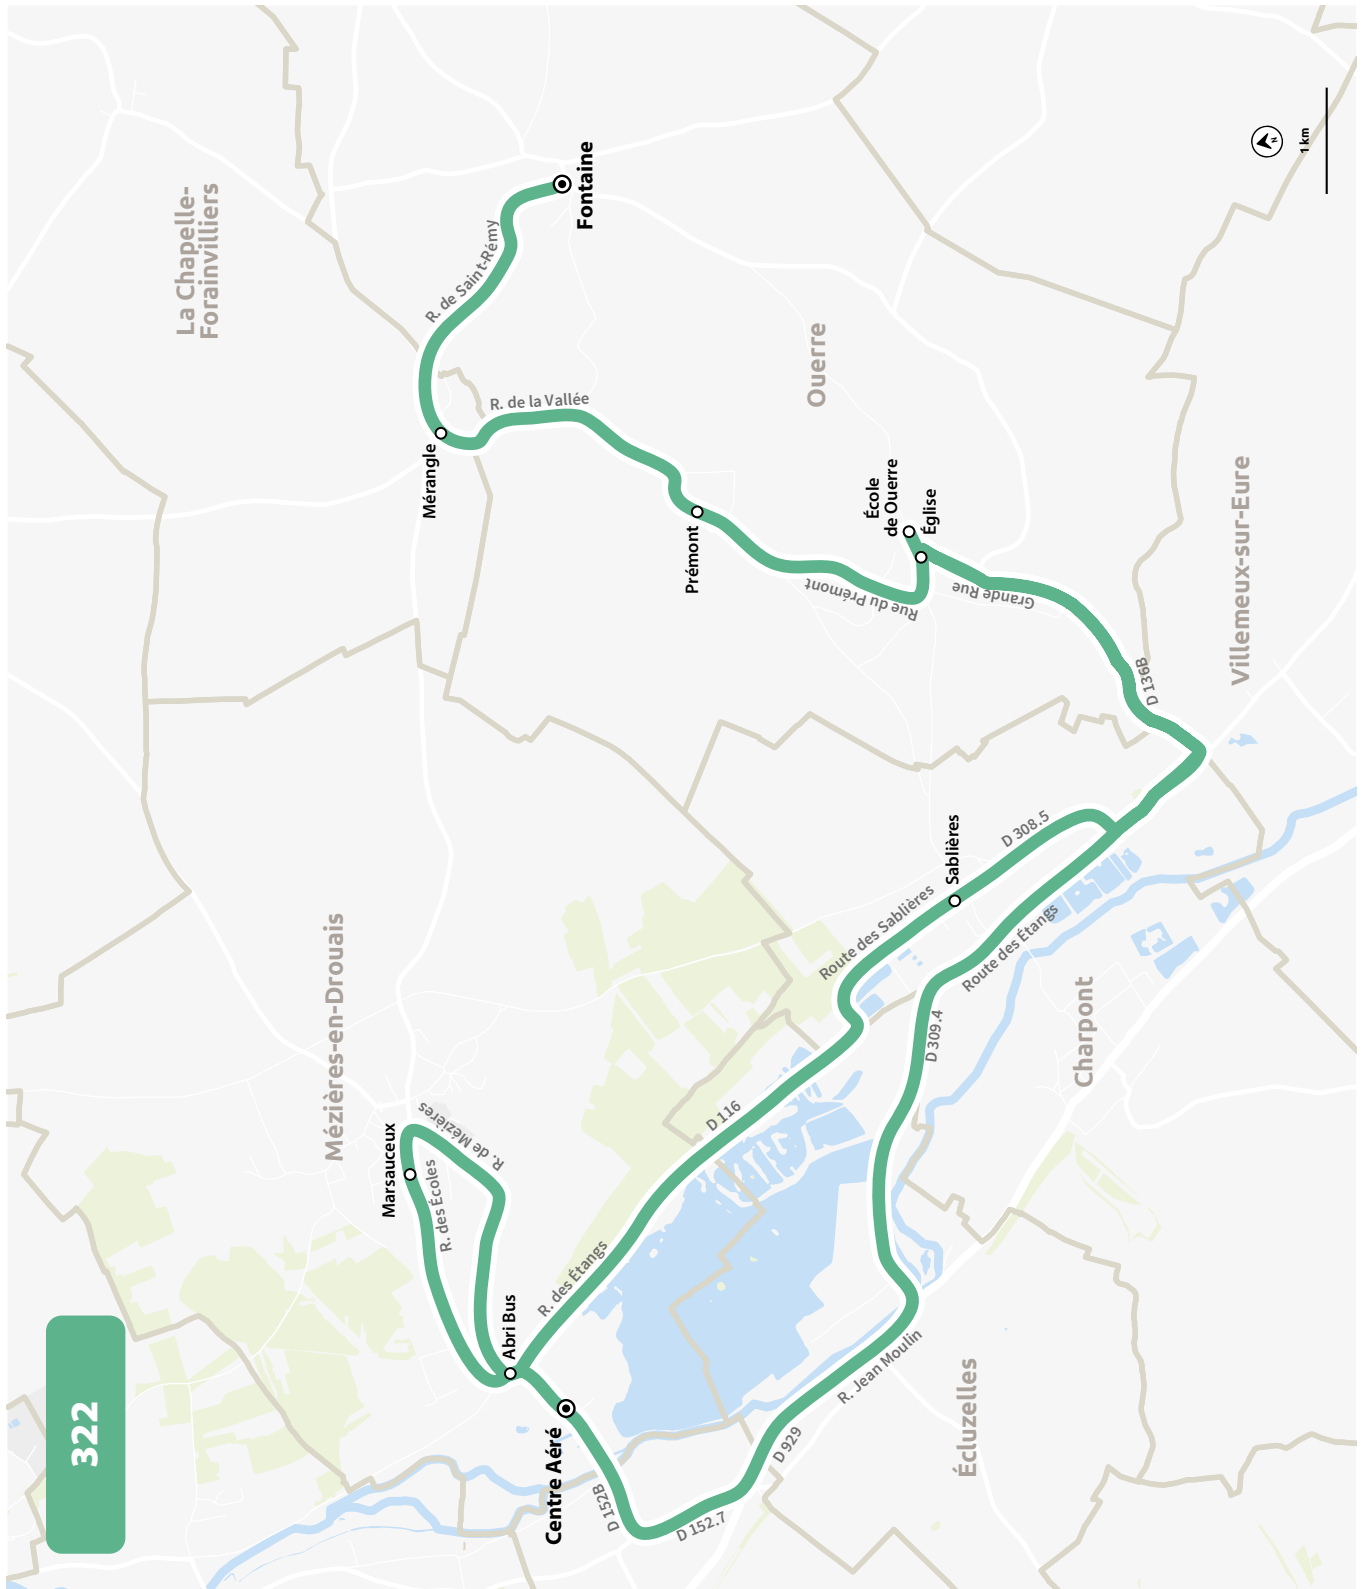 322
La Chapelle-
Forainvilliers
Fontaine
R. de Saint-Rémy
Mérangle
R. de la Vallée
Ouerre
Prémont
École
de Ouerre
Église
Rue du Prémont
Grande Rue
Villemeux-sur-Eure
D 136B
D 308.5
Sablières
Route des Sablières
Route des Étangs
D 309.4
Charpont
D 116
Mézières-en-Drouais
Marsauceux
R. de Mézières
R. des Écoles
R. des Étangs
Abri Bus
Centre Aéré
D 152B
D 152.7
D 929
R. Jean Moulin
Écluzelles
N
1 km